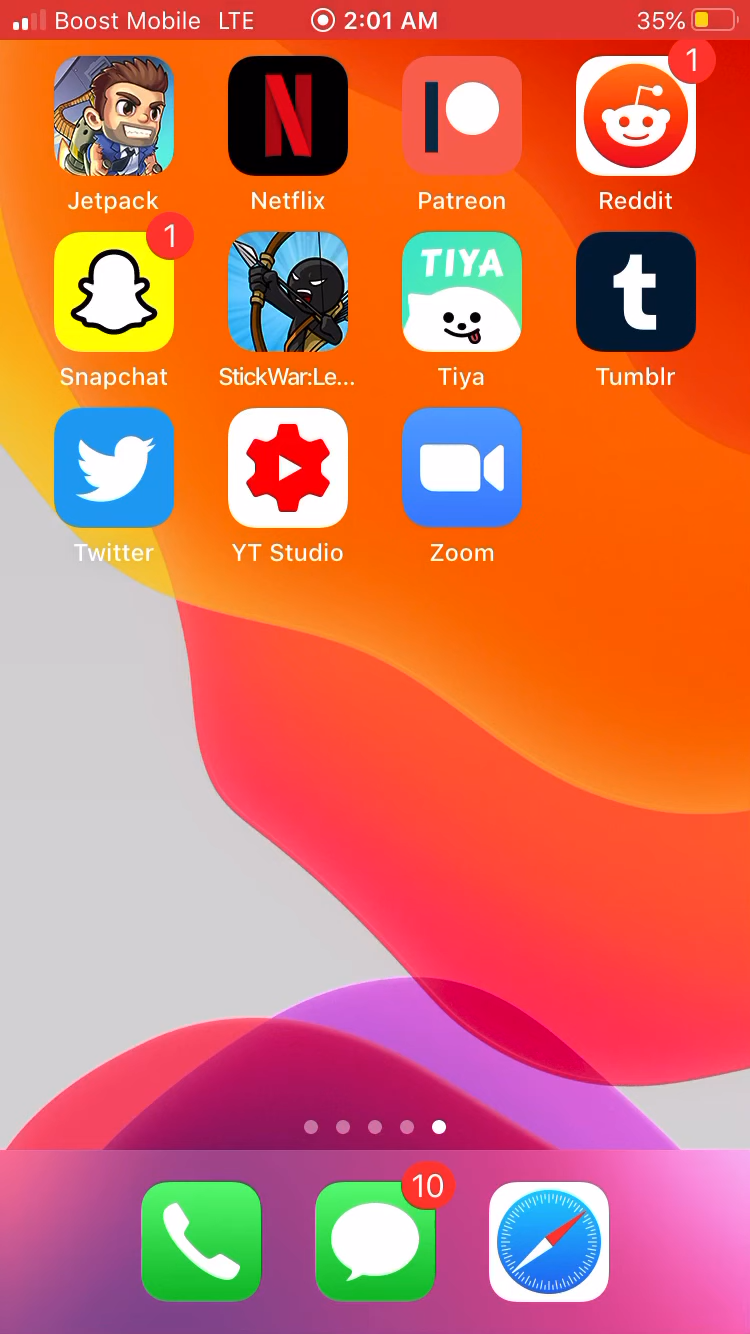 Boost Mobile LTE 2:01 AM 35%
1
Jetpack Netflix Patreon Reddit
1
TIYA
t
Snapchat StickWar:Le... Tiya Tumblr
Twitter YT Studio Zoom
10